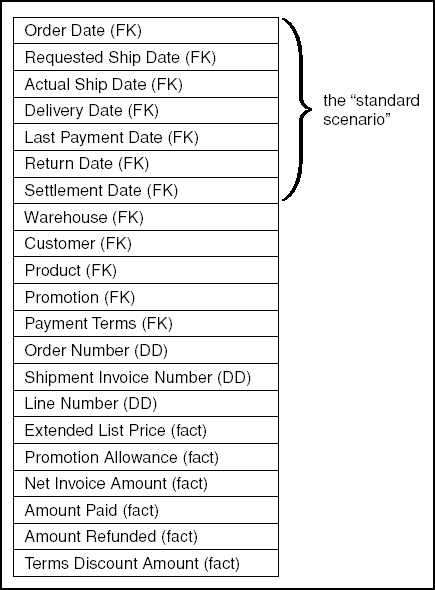 Order Date (FK)
Requested Ship Date (FK)
Actual Ship Date (FK)
Delivery Date (FK)
Last Payment Date (FK)
Return Date (FK)
Settlement Date (FK)
the “standard
scenario”
Warehouse (FK)
Customer (FK)
Product (FK)
Promotion (FK)
Payment Terms (FK)
Order Number (DD)
Shipment Invoice Number (DD)
Line Number (DD)
Extended List Price (fact)
Promotion Allowance (fact)
Net Invoice Amount (fact)
Amount Paid (fact)
Amount Refunded (fact)
Terms Discount Amount (fact)